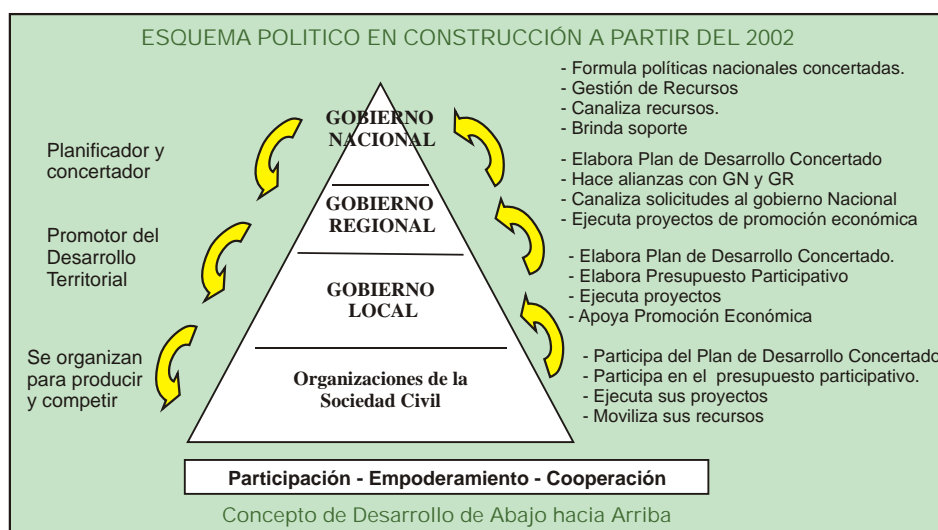 ESQUEMA POLITICO EN CONSTRUCCIÓN A PARTIR DEL 2002
Planificador y
concertador
Promotor del
Desarrollo
Territorial
Se organizan
para producir
y competir
GOBIERNO
NACIONAL
GOBIERNO
REGIONAL
GOBIERNO
LOCAL
Organizaciones de la
Sociedad Civil
- Formula políticas nacionales concertadas.
- Gestión de Recursos
- Canaliza recursos.
- Brinda soporte
- Elabora Plan de Desarrollo Concertado
- Hace alianzas con GN y GR
- Canaliza solicitudes al gobierno Nacional
- Ejecuta proyectos de promoción económica
- Elabora Plan de Desarrollo Concertado.
- Elabora Presupuesto Participativo
- Ejecuta proyectos
- Apoya Promoción Económica
- Participa del Plan de Desarrollo Concertado
- Participa en el presupuesto participativo.
- Ejecuta sus proyectos
- Moviliza sus recursos
Participación - Empoderamiento - Cooperación
Concepto de Desarrollo de Abajo hacia Arriba